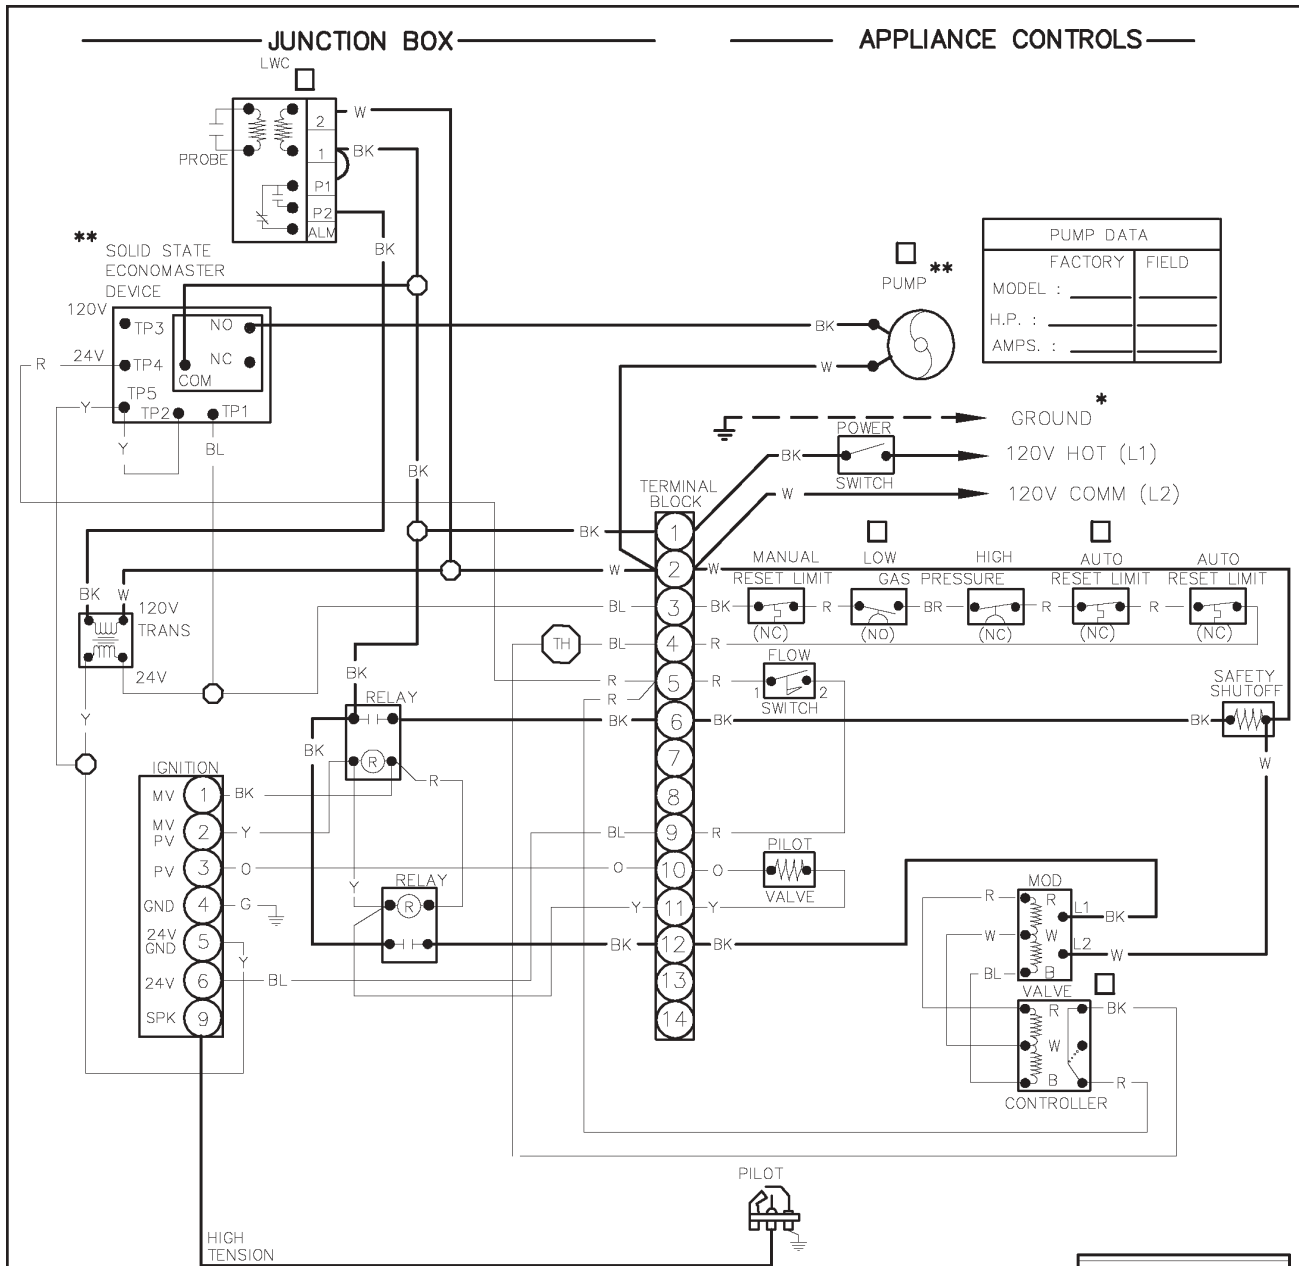 JUNCTION BOX
APPLIANCE CONTROLS
LWC
2
W
1
BK
PROBE
P1
P2
ALM
BK
** SOLID STATE
ECONOMASTER
DEVICE
120V
TP3
NO
R
24V
TP4
NC
COM
TP5
Y
TP2
TP1
Y
BL
PUMP **
BK
W
PUMP DATA
FACTORY
FIELD
MODEL :
H.P. :
AMPS. :
GROUND *
POWER
BK
120V HOT (L1)
SWITCH
W
120V COMM (L2)
BK
TERMINAL
BLOCK
BK
1
W
2
W
MANUAL
RESET LIMIT
LOW
HIGH
GAS PRESSURE
AUTO
RESET LIMIT
AUTO
RESET LIMIT
BK
W
120V
TRANS
24V
BL
3
BK
R
BR
R
R
(NC)
(NO)
(NC)
(NC)
(NC)
TH
BL
4
R
FLOW
R
5
R
1
2
SWITCH
R
BK
RELAY
BK
6
BK
BK
SAFETY
SHUTOFF
W
Y
BK
R
R
7
8
IGNITION
MV
1
BK
MV
PV
2
Y
BL
9
R
PV
3
O
O
10
O
PILOT
VALVE
GND
4
G
Y
RELAY
R
Y
11
Y
24V
GND
5
Y
BK
12
BK
24V
6
BL
13
SPK
9
14
MOD
R
R
L1
BK
W
W
L2
W
BL
B
VALVE
R
BK
W
B
R
CONTROLLER
PILOT
HIGH
TENSION